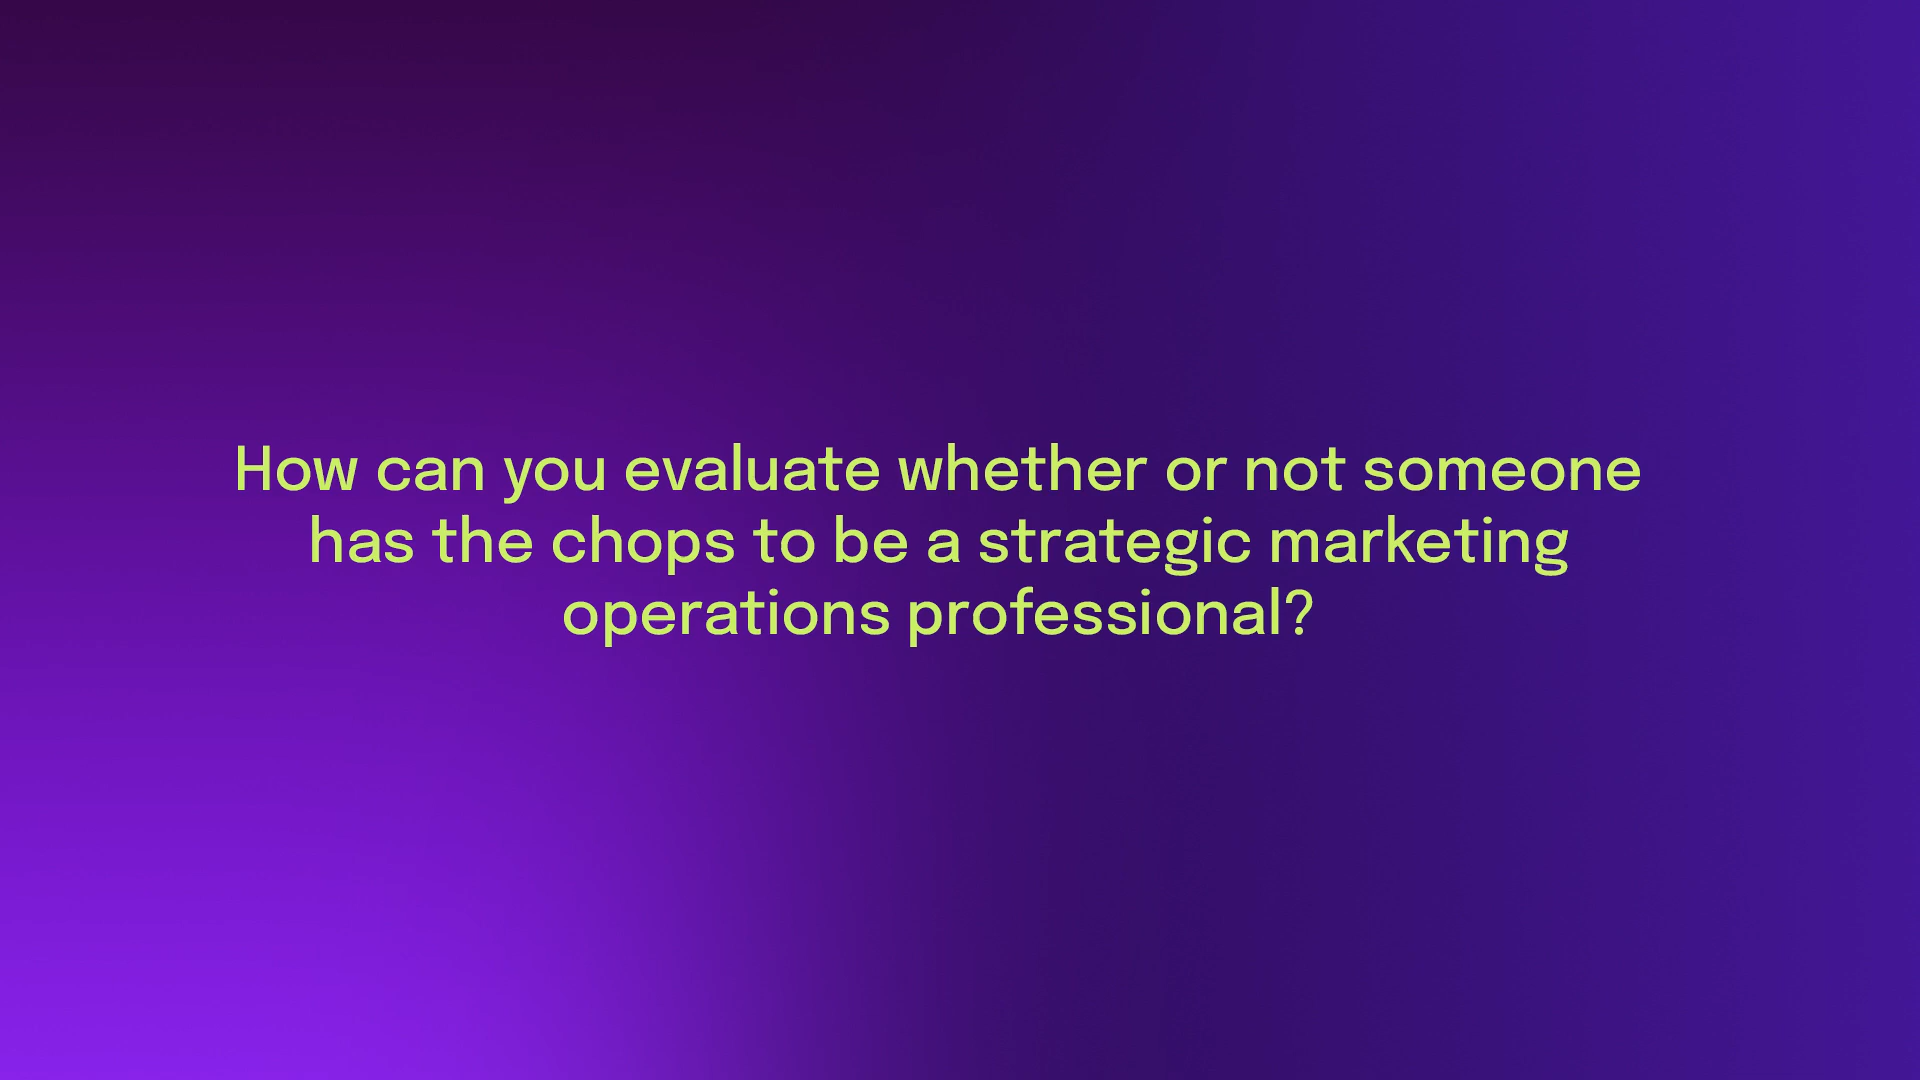 How can you evaluate whether or not someone
has the chops to be a strategic marketing
operations professional?